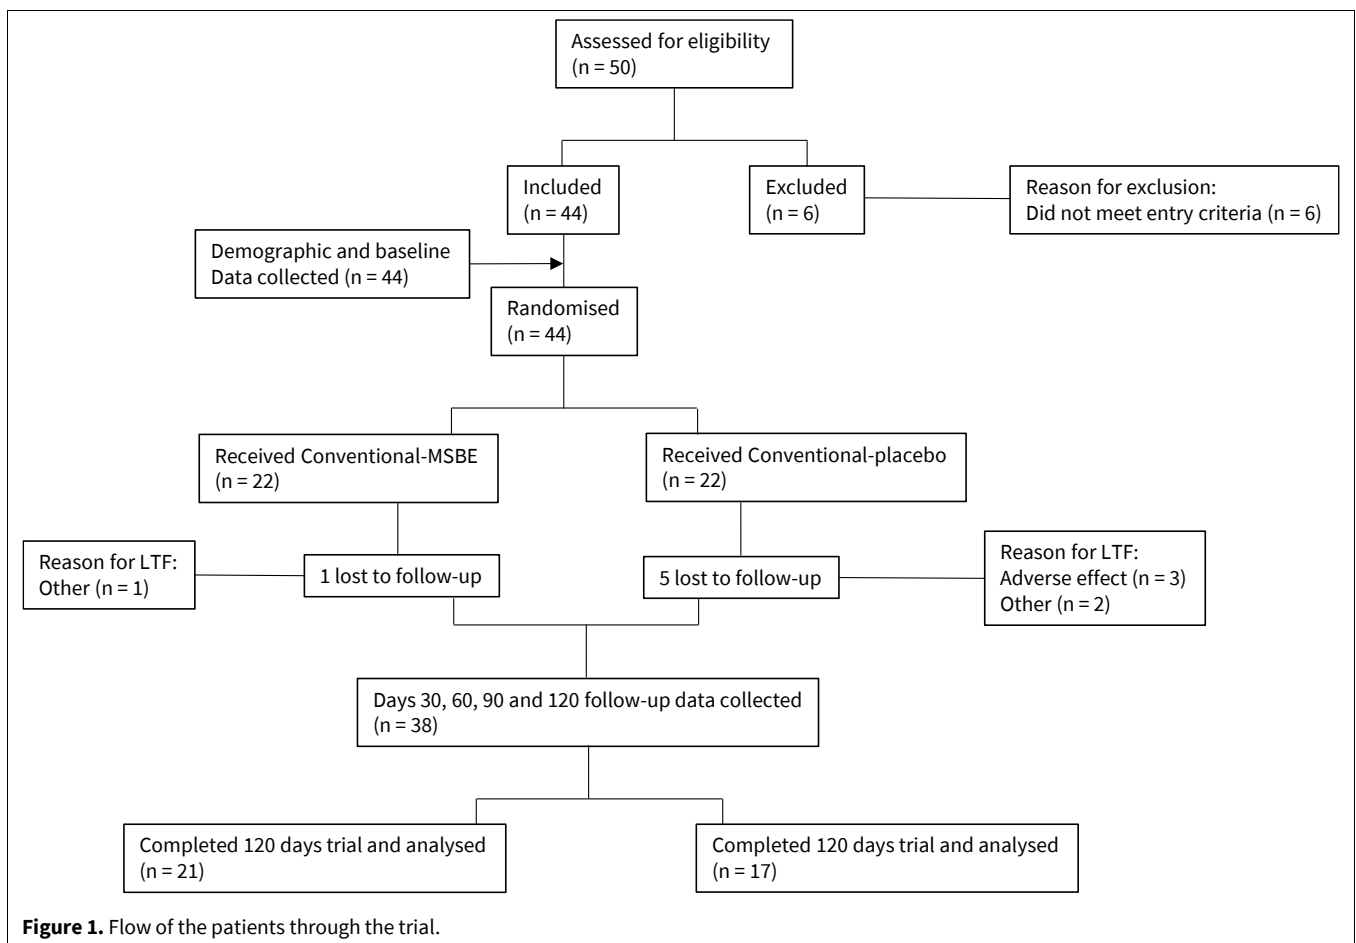 Assessed for eligibility
(n = 50)
Included
(n = 44)
Excluded
(n = 6)
Reason for exclusion:
Did not meet entry criteria (n = 6)
Demographic and baseline
Data collected (n = 44)
Randomised
(n = 44)
Received Conventional-MSBE
(n = 22)
Received Conventional-placebo
(n = 22)
Reason for LTF:
Other (n = 1)
1 lost to follow-up
5 lost to follow-up
Reason for LTF:
Adverse effect (n = 3)
Other (n = 2)
Days 30, 60, 90 and 120 follow-up data collected
(n = 38)
Completed 120 days trial and analysed
(n = 21)
Completed 120 days trial and analysed
(n = 17)
Figure 1. Flow of the patients through the trial.